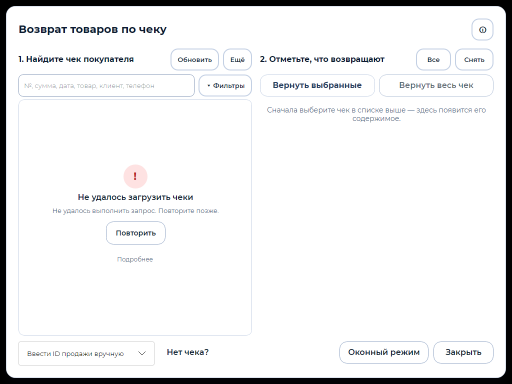 Возврат товаров по чеку
1. Найдите чек покупателя
Обновить
Ещё
№, сумма, дата, товар, клиент, телефон
Фильтры
!
Не удалось загрузить чеки
Не удалось выполнить запрос. Повторите позже.
Повторить
Подробнее
2. Отметьте, что возвращают
Все
Снять
Вернуть выбранные
Вернуть весь чек
Сначала выберите чек в списке выше — здесь появится его
содержимое.
Ввести ID продажи вручную
Нет чека?
Оконный режим
Закрыть